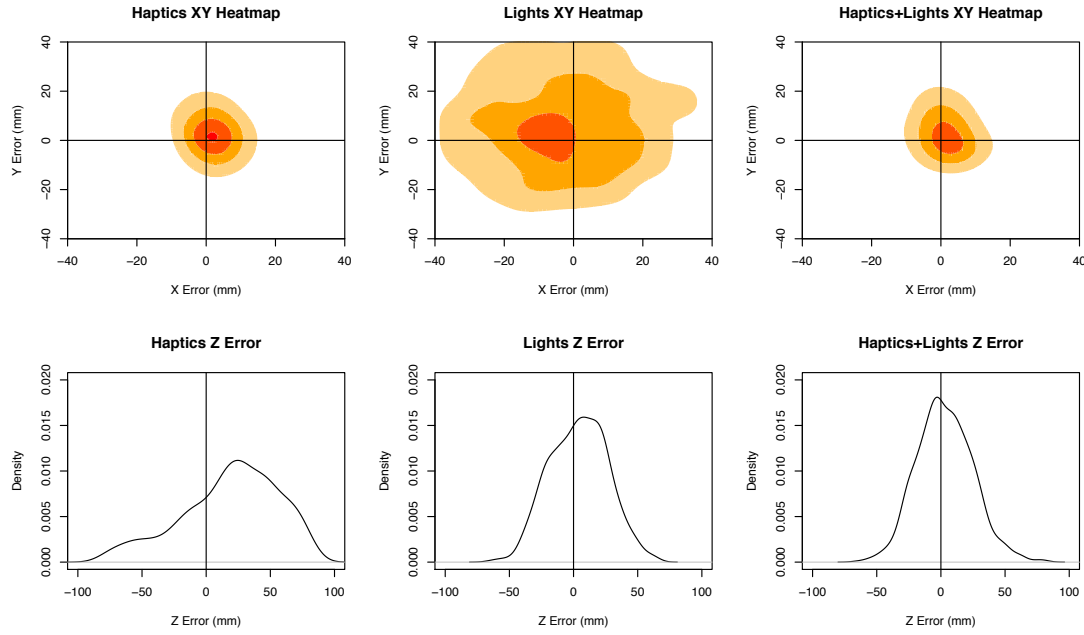 Haptics XY Heatmap
Y Error (mm)
40
20
0
−20
−40
−40 −20 0 20 40
X Error (mm)
Lights XY Heatmap
Y Error (mm)
40
20
0
−20
−40
−40 −20 0 20 40
X Error (mm)
Haptics+Lights XY Heatmap
Y Error (mm)
40
20
0
−20
−40
−40 −20 0 20 40
X Error (mm)
Haptics Z Error
Density
0.020
0.015
0.010
0.005
0.000
−100 −50 0 50 100
Z Error (mm)
Lights Z Error
Density
0.020
0.015
0.010
0.005
0.000
−100 −50 0 50 100
Z Error (mm)
Haptics+Lights Z Error
Density
0.020
0.015
0.010
0.005
0.000
−100 −50 0 50 100
Z Error (mm)